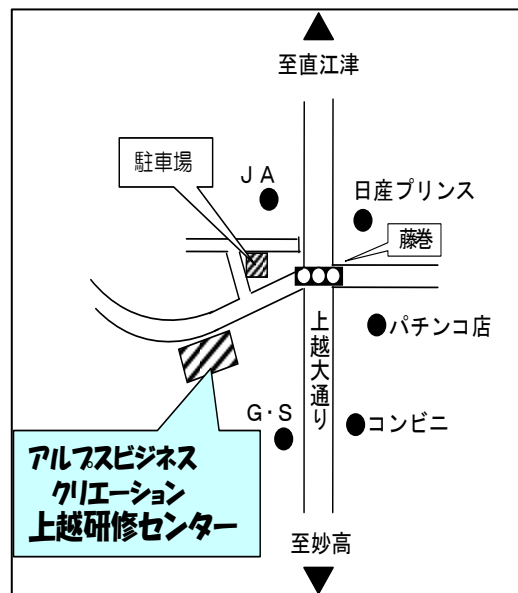 至直江津
駐車場
JA
日産プリンス
藤巻
パチンコ店
上越大通り
G・S
コンビニ
アルプスビジネス
クリエーション
上越研修センター
至妙高